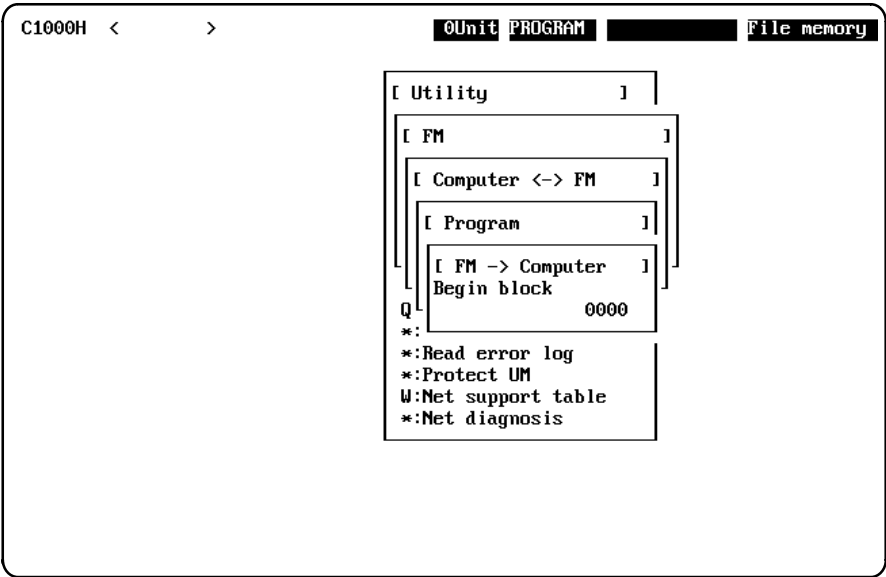 C1000H < > 0Unit PROGRAM File memory
[ Utility ]
[ FM ]
[ Computer <-> FM ]
[ Program ]
[ FM -> Computer ]
Begin block
Q 0000
*:
*:Read error log
*:Protect UM
W:Net support table
*:Net diagnosis